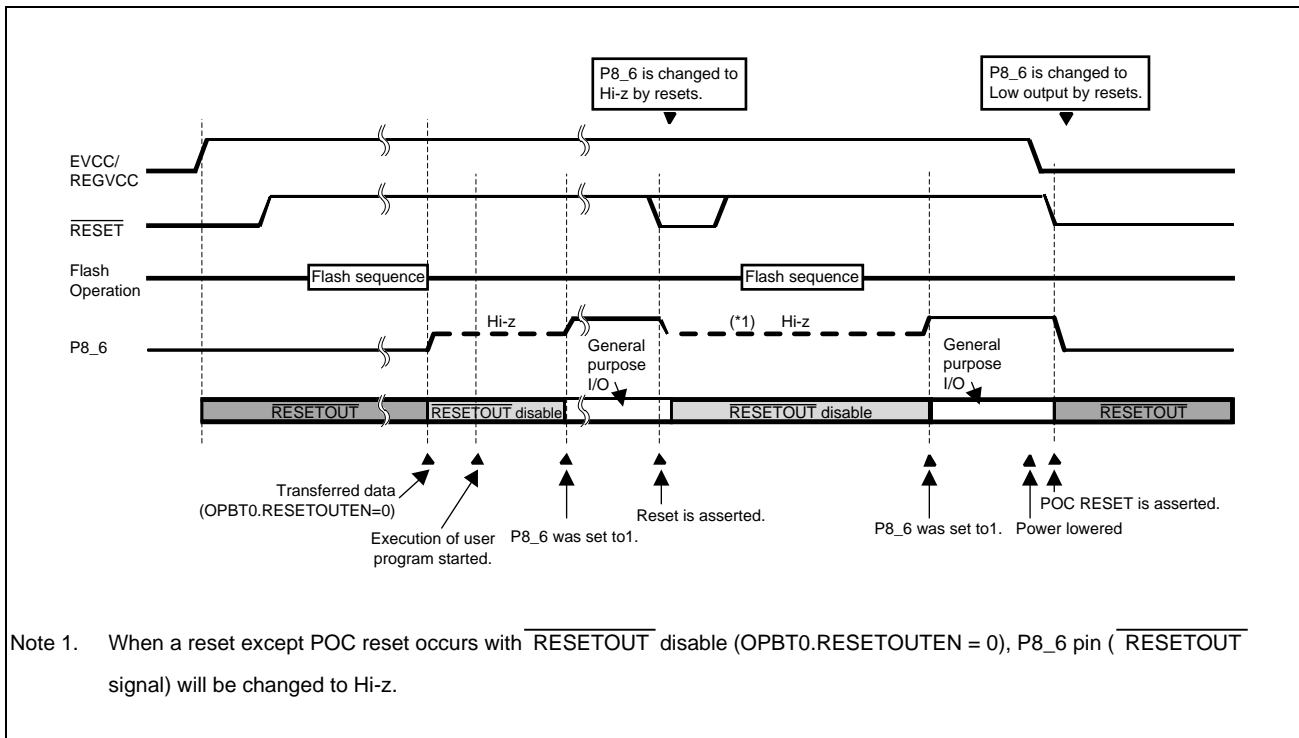 P8_6 is changed to
Hi-z by resets.
P8_6 is changed to
Low output by resets.
EVCC/
REGVCC
RESET
Flash
Operation
Flash sequence
Flash sequence
P8_6
Hi-z
General
purpose
I/O
(*1) Hi-z
General
purpose
I/O
RESETOUT
RESETOUT disable
RESETOUT disable
RESETOUT
Transferred data
(OPBT0.RESETOUTEN=0)
Execution of user
program started.
P8_6 was set to1.
Reset is asserted.
P8_6 was set to1.
Power lowered
POC RESET is asserted.
Note 1. When a reset except POC reset occurs with RESETOUT disable (OPBT0.RESETOUTEN = 0), P8_6 pin ( RESETOUT
signal) will be changed to Hi-z.